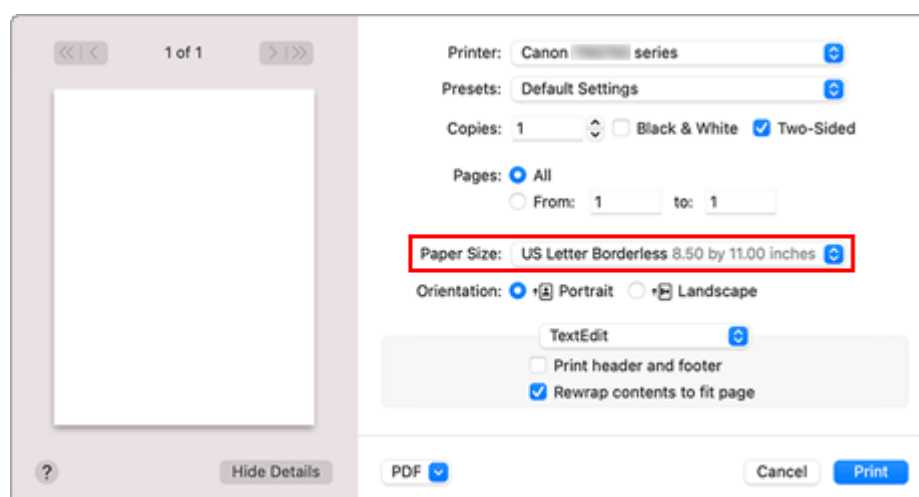 1 of 1
Printer: Canon series
Presets: Default Settings
Copies: 1 Black & White Two-Sided
Pages: All
From: 1 to: 1
Paper Size: US Letter Borderless 8.50 by 11.00 inches
Orientation: Portrait Landscape
TextEdit
Print header and footer
Rewrap contents to fit page
? Hide Details PDF Cancel Print